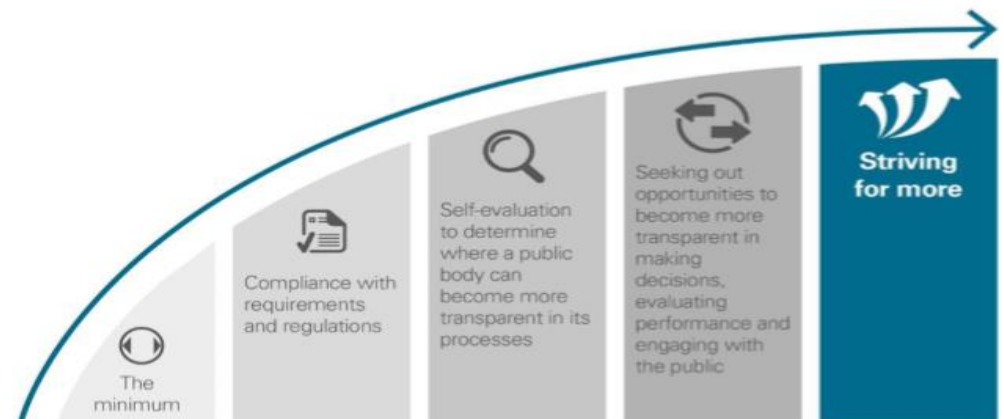 The
minimum
Compliance with
requirements
and regulations
Self-evaluation
to determine
where a public
body can
become more
transparent in its
processes
Seeking out
opportunities to
become more
transparent in
making
decisions,
evaluating
performance and
engaging with
the public
Striving
for more